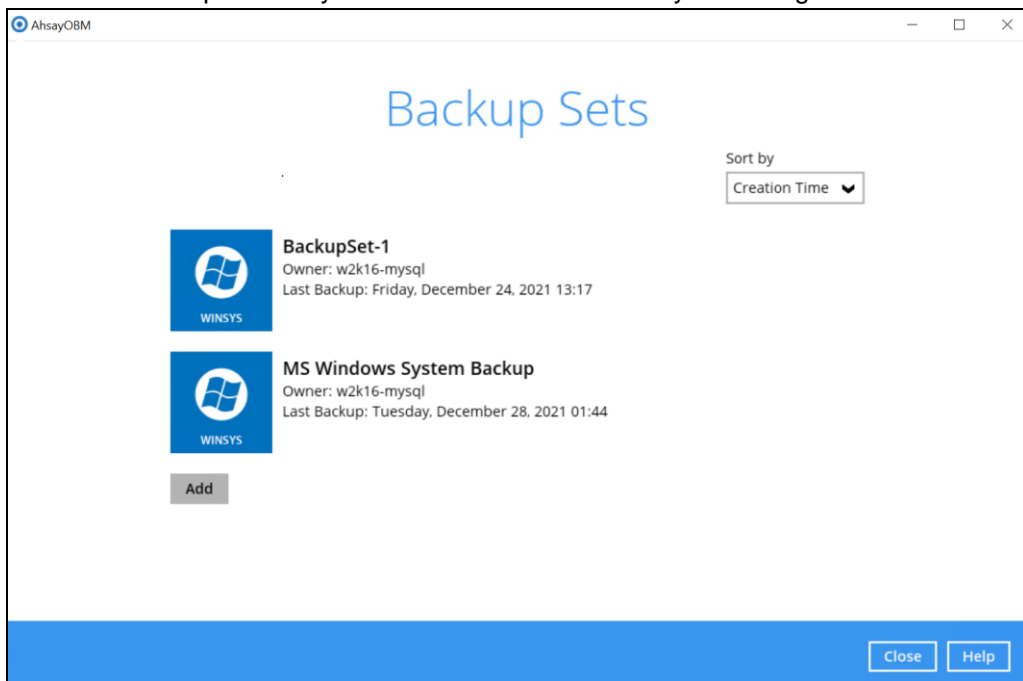 AhsayOBM
Backup Sets
Sort by
Creation Time
BackupSet-1
Owner: w2k16-mysql
Last Backup: Friday, December 24, 2021 13:17
WINSYS
MS Windows System Backup
Owner: w2k16-mysql
Last Backup: Tuesday, December 28, 2021 01:44
WINSYS
Add
Close Help